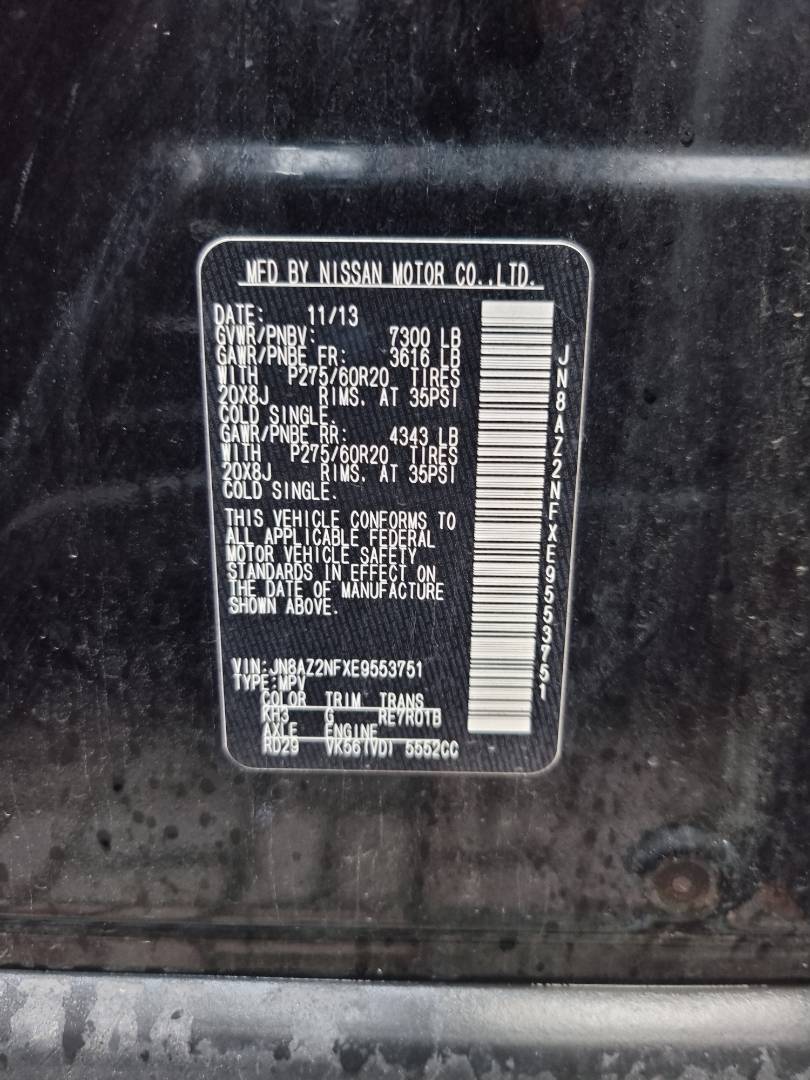 MFD BY NISSAN MOTOR CO.,LTD.
DATE: 11/13
GVWR/PNBV: 7300 LB
GAWR/PNBE FR: 3616 LB
WITH P275/60R20 TIRES
20X8J RIMS. AT 35PSI
COLD SINGLE.
GAWR/PNBE RR: 4343 LB
WITH P275/60R20 TIRES
20X8J RIMS. AT 35PSI
COLD SINGLE.
THIS VEHICLE CONFORMS TO
ALL APPLICABLE FEDERAL
MOTOR VEHICLE SAFETY
STANDARDS IN EFFECT ON
THE DATE OF MANUFACTURE
SHOWN ABOVE.
VIN:JN8AZ2NFXE9553751
TYPE:MPV
COLOR TRIM TRANS
KH3 G RE7R01B
AXLE ENGINE
RD29 VK56(VD) 5552CC
JN8AZ2NFXE9553751